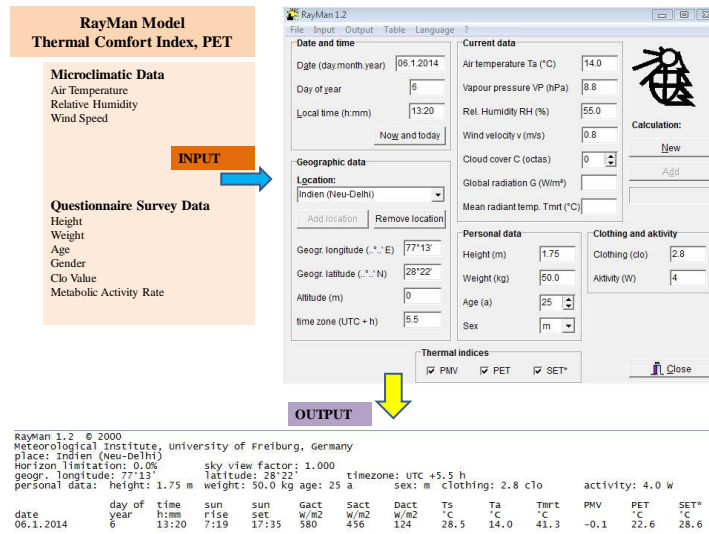 RayMan Model
Thermal Comfort Index, PET
Microclimatic Data
Air Temperature
Relative Humidity
Wind Speed
INPUT
Questionnaire Survey Data
Height
Weight
Age
Gender
Clo Value
Metabolic Activity Rate
RayMan 1.2
File Input Output Table Language ?
Date and time
Date (day.month.year) 06.1.2014
Day of year 6
Local time (h:mm) 13:20
Now and today
Geographic data
Location:
Indien (Neu-Delhi)
Add location Remove location
Geogr. longitude (..°..' E) 77°13'
Geogr. latitude (..°..' N) 28°22'
Altitude (m) 0
time zone (UTC + h) 5.5
Current data
Air temperature Ta (°C) 14.0
Vapour pressure VP (hPa) 8.8
Rel. Humidity RH (%) 55.0
Wind velocity v (m/s) 0.8
Cloud cover C (octas) 0
Global radiation G (W/m²)
Mean radiant temp. Tmrt (°C)
Calculation:
New
Add
Personal data
Height (m) 1.75
Weight (kg) 50.0
Age (a) 25
Sex m
Clothing and aktivity
Clothing (clo) 2.8
Aktivity (W) 4
Thermal indices
PMV PET SET*
Close
OUTPUT
RayMan 1.2 © 2000
Meteorological Institute, University of Freiburg, Germany
place: Indien (Neu-Delhi)
Horizon limitation: 0.0% sky view factor: 1.000
geogr. longitude: 77°13' latitude: 28°22' timezone: UTC +5.5 h
personal data: height: 1.75 m weight: 50.0 kg age: 25 a sex: m clothing: 2.8 clo activity: 4.0 W
day of time sun sun Gact Sact Dact Ts Ta Tmrt PMV PET SET*
date year h:mm rise set W/m2 W/m2 W/m2 °C °C °C °C °C
06.1.2014 6 13:20 7:19 17:35 580 456 124 28.5 14.0 41.3 -0.1 22.6 28.6